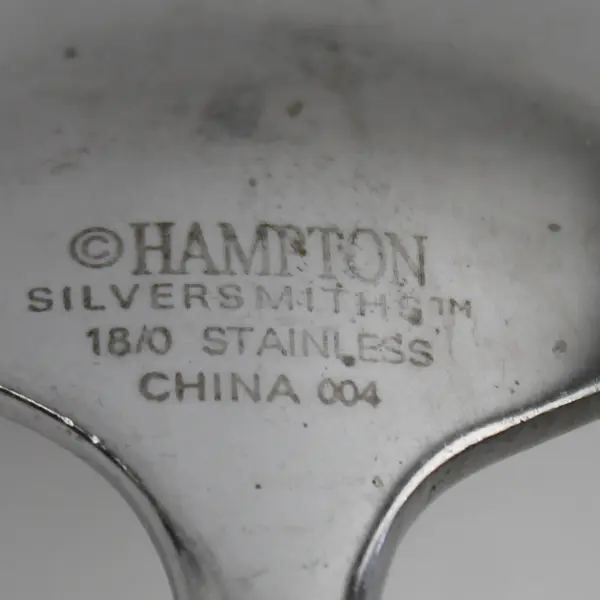 ©HAMPTON
SILVERSMITHS™
18/0 STAINLESS
CHINA 004